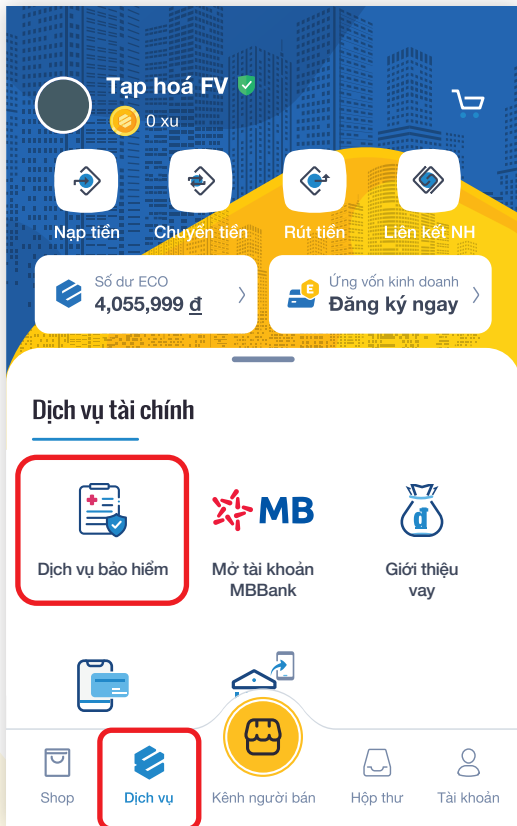 Tạp hoá FV
0 xu
Nạp tiền
Chuyển tiền
Rút tiền
Liên kết NH
Số dư ECO
4,055,999 đ
E
Ứng vốn kinh doanh
Đăng ký ngay
Dịch vụ tài chính
MB
đ
Dịch vụ bảo hiểm
Mở tài khoản
MBBank
Giới thiệu
vay
Shop
Dịch vụ
Kênh người bán
Hộp thư
Tài khoản